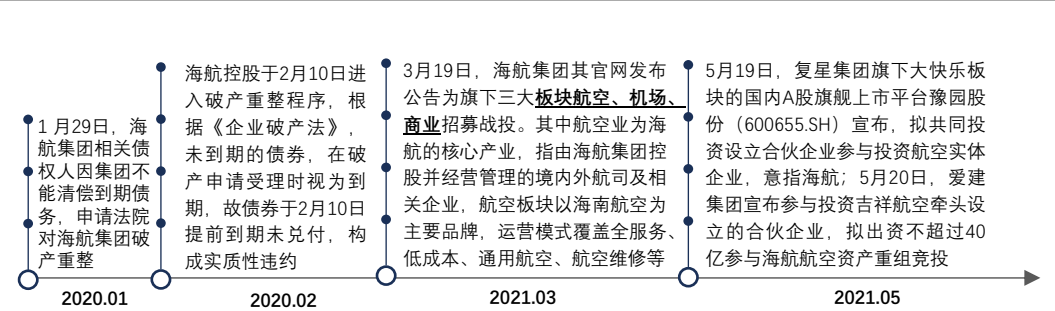 1 月29日，海
航集团相关债
权人因集团不
能清偿到期债
务，申请法院
对海航集团破
产重整
2020.01
海航控股于2月10日进
入破产重整程序，根
据《企业破产法》，
未到期的债券，在破
产申请受理时视为到
期，故债券于2月10日
提前到期未兑付，构
成实质性违约
2020.02
3月19日，海航集团其官网发布
公告为旗下三大板块航空、机场、
商业招募战投。其中航空业为海
航的核心产业，指由海航集团控
股并经营管理的境内外航司及相
关企业，航空板块以海南航空为
主要品牌，运营模式覆盖全服务、
低成本、通用航空、航空维修等
2021.03
5月19日，复星集团旗下大快乐板
块的国内A股旗舰上市平台豫园股
份（600655.SH）宣布，拟共同投
资设立合伙企业参与投资航空实体
企业，意指海航；5月20日，爱建
集团宣布参与投资吉祥航空牵头设
立的合伙企业，拟出资不超过40
亿参与海航航空资产重组竞投
2021.05